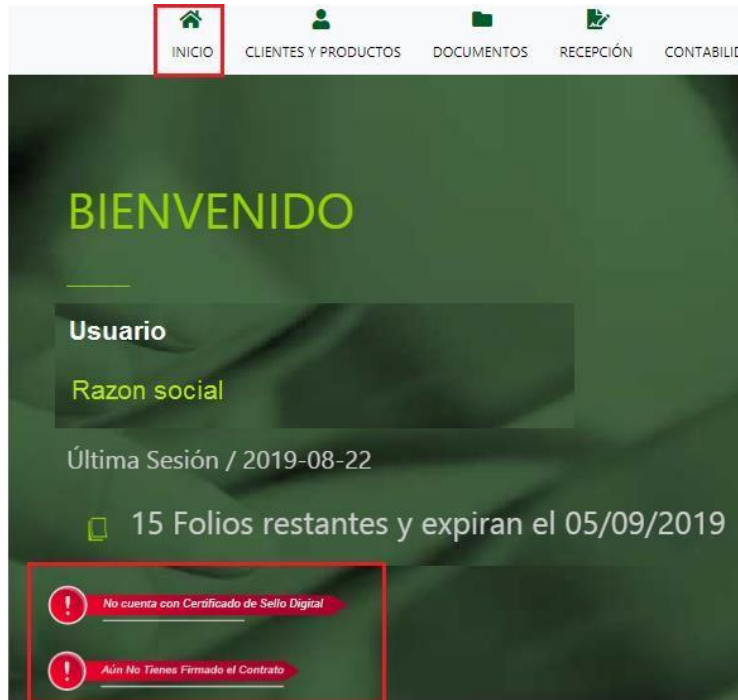 INICIO CLIENTES Y PRODUCTOS DOCUMENTOS RECEPCIÓN
BIENVENIDO
Usuario
Razon social
Última Sesión / 2019-08-22
15 Folios restantes y expiran el 05/09/2019
No cuenta con Certificado de Sello Digital
Aún No Tienes Firmado el Contrato